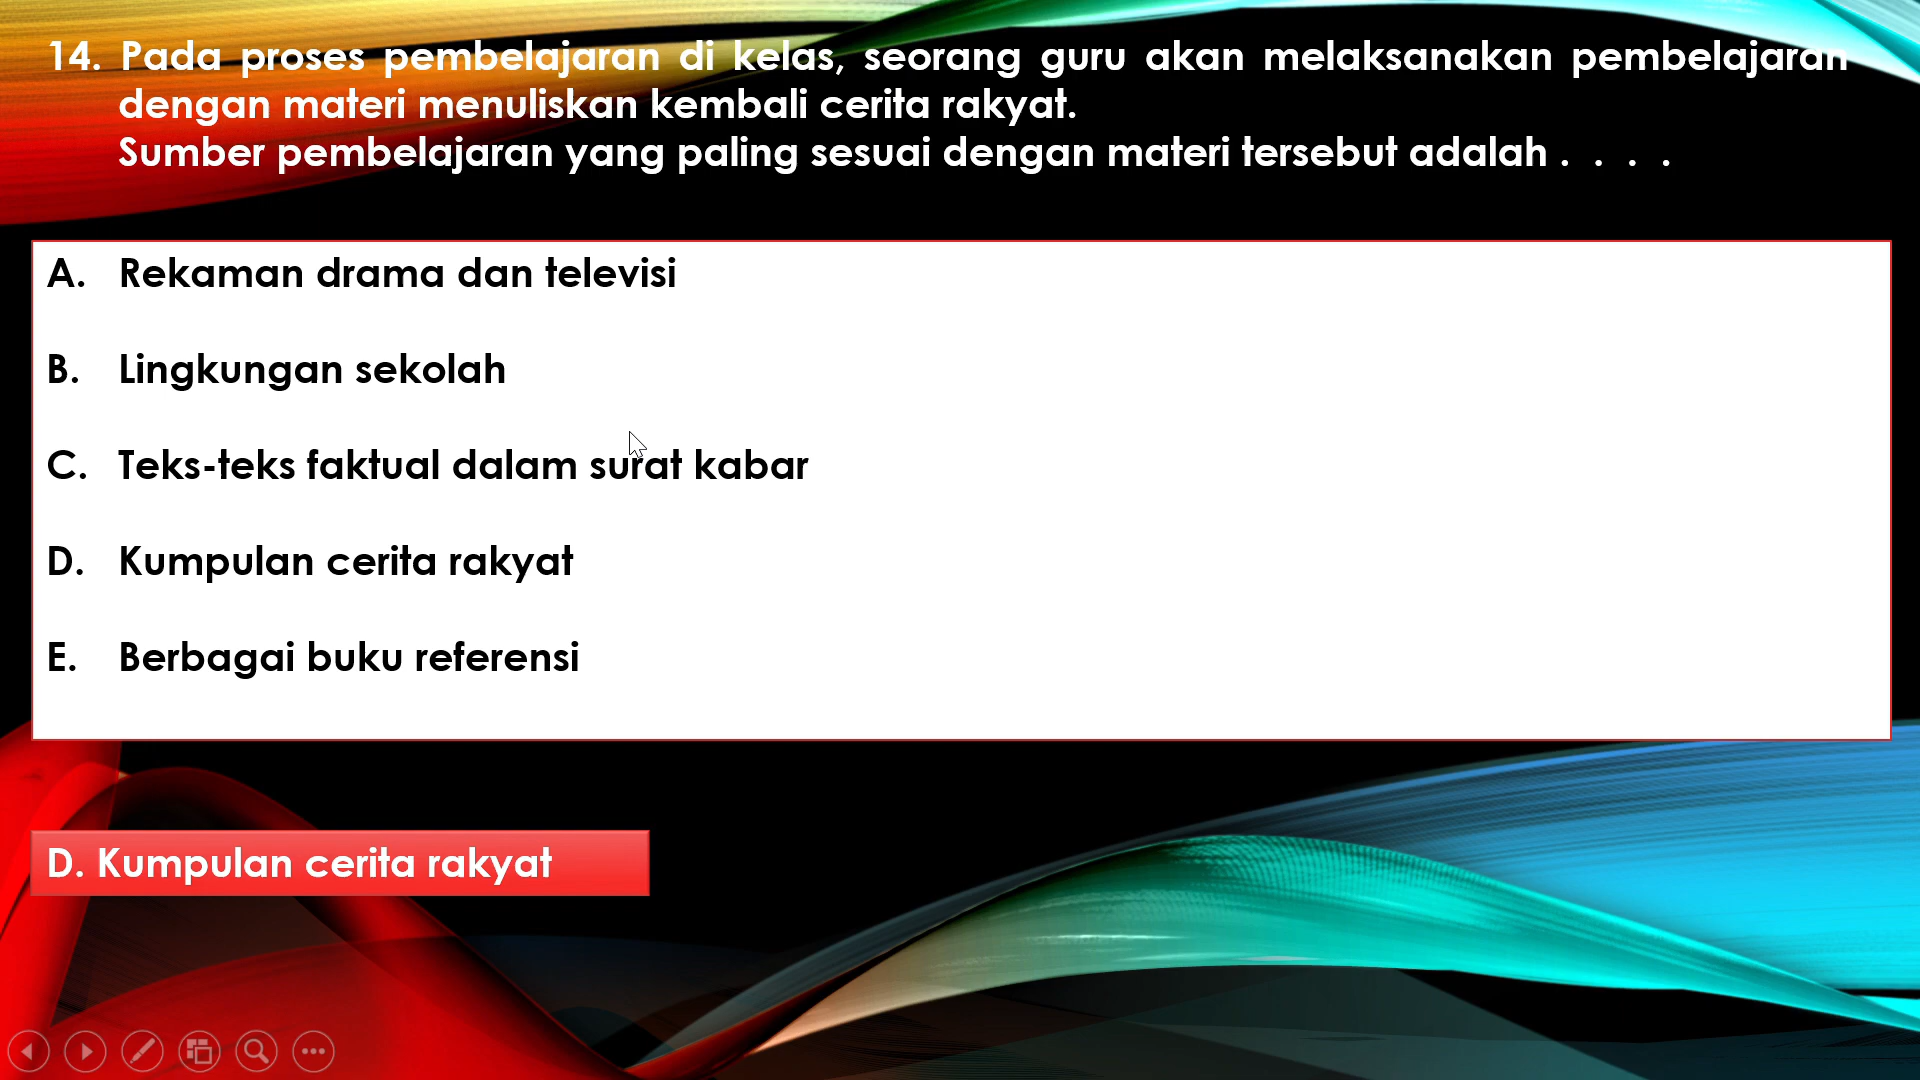 14. Pada proses pembelajaran di kelas, seorang guru akan melaksanakan pembelajaran
dengan materi menuliskan kembali cerita rakyat.
Sumber pembelajaran yang paling sesuai dengan materi tersebut adalah . . . .
A. Rekaman drama dan televisi
B. Lingkungan sekolah
C. Teks-teks faktual dalam surat kabar
D. Kumpulan cerita rakyat
E. Berbagai buku referensi
D. Kumpulan cerita rakyat